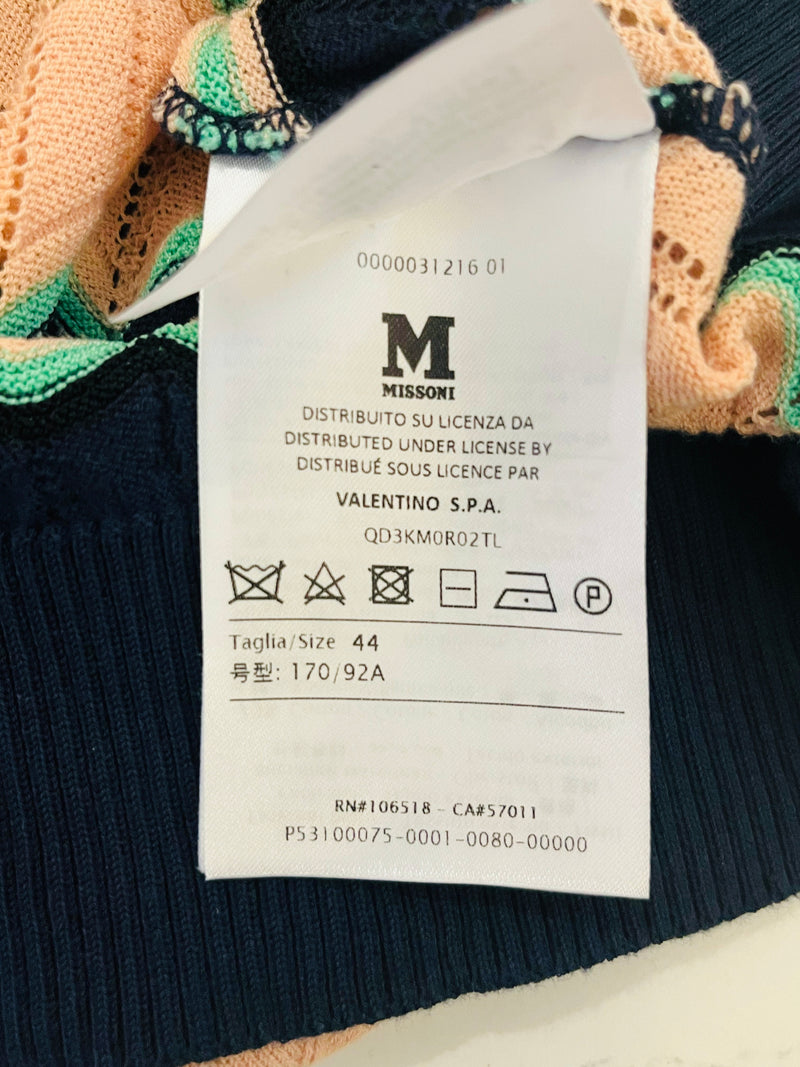 0000031216 01
M
MISSONI
DISTRIBUITO SU LICENZA DA
DISTRIBUTED UNDER LICENSE BY
DISTRIBUÉ SOUS LICENCE PAR
VALENTINO S.P.A.
QD3KM0R02TL
P
Taglia/Size 44
号型: 170/92A
RN#106518 - CA#57011
P53100075-0001-0080-00000